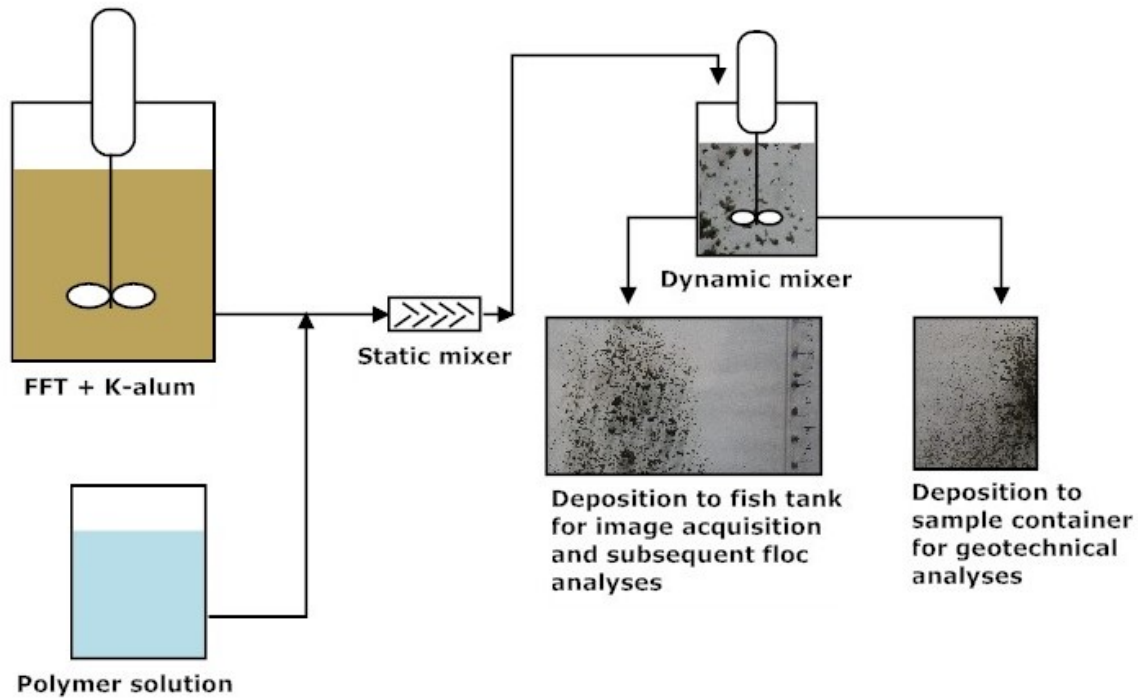 FFT + K-alum
Static mixer
Dynamic mixer
Polymer solution
Deposition to fish tank
for image acquisition
and subsequent floc
analyses
Deposition to
sample container
for geotechnical
analyses